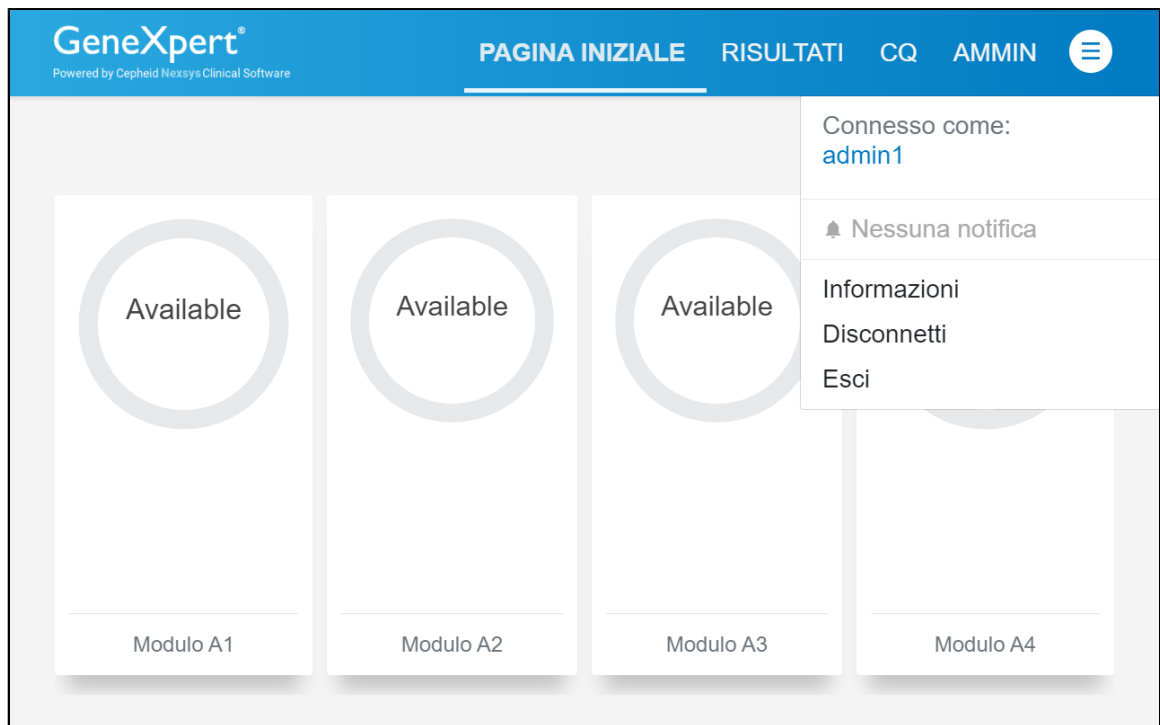 GeneXpert®
Powered by Cepheid Nexsys Clinical Software
PAGINA INIZIALE RISULTATI CQ AMMIN
Connesso come:
admin1
Nessuna notifica
Informazioni
Disconnetti
Esci
Available Available Available
Modulo A1 Modulo A2 Modulo A3 Modulo A4